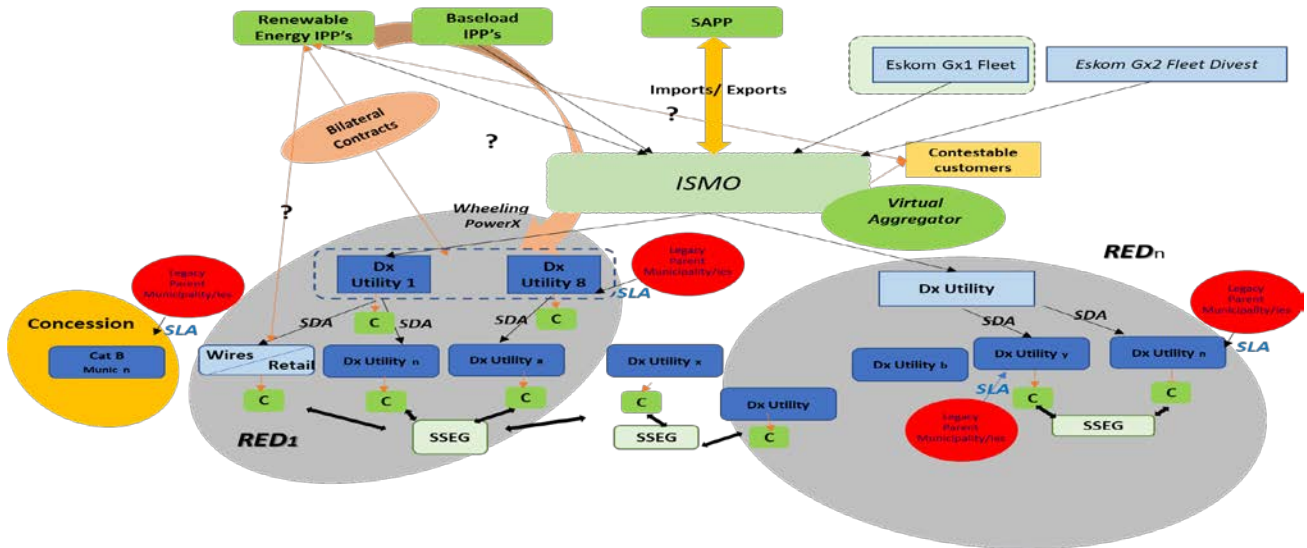 Renewable
Energy IPP's
Baseload
IPP's
SAPP
Eskom Gx1 Fleet
Eskom Gx2 Fleet Divest
Imports/ Exports
?
Bilateral
Contracts
?
Contestable
customers
ISMO
Virtual
Aggregator
?
Wheeling
PowerX
REDn
Legacy
Parent
Municipality/ies
SLA
Concession
Cat B
Munic n
Dx
Utility 1
Dx
Utility 8
Legacy
Parent
Municipality/ies
SLA
Dx Utility
Legacy
Parent
Municipality/ies
SLA
C
C
SDA
SDA
SDA
SDA
SDA
Wires
Retail
Dx Utility n
Dx Utility a
Dx Utility x
Dx Utility b
Dx Utility y
Dx Utility n
SLA
C
C
C
C
Dx Utility
C
C
C
Legacy
Parent
Municipality/ies
RED1
SSEG
SSEG
SSEG